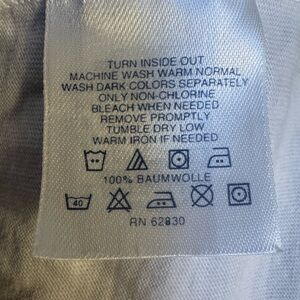 TURN INSIDE OUT
MACHINE WASH WARM NORMAL
WASH DARK COLORS SEPARATELY
ONLY NON-CHLORINE
BLEACH WHEN NEEDED
REMOVE PROMPTLY
TUMBLE DRY LOW
WARM IRON IF NEEDED
100% BAUMWOLLE
40
RN 62830